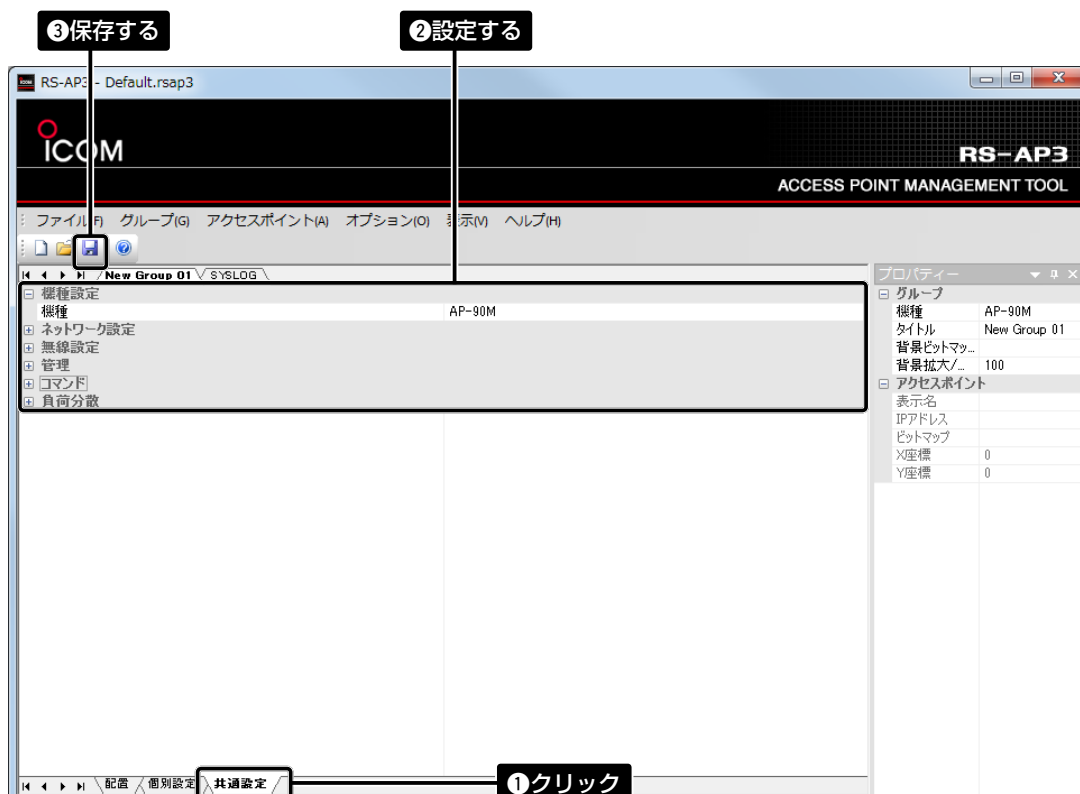 ❸保存する
❷設定する
RS-AP3 - Default.rsap3
ICOM
RS-AP3
ACCESS POINT MANAGEMENT TOOL
ファイル(F) グループ(G) アクセスポイント(A) オプション(O) 表示(V) ヘルプ(H)
New Group 01 SYSLOG
機種設定
機種 AP-90M
ネットワーク設定
無線設定
管理
コマンド
負荷分散
プロパティー
グループ
機種 AP-90M
タイトル New Group 01
背景ビットマッ...
背景拡大/... 100
アクセスポイント
表示名
IPアドレス
ビットマップ
X座標 0
Y座標 0
配置 個別設定 共通設定
❶クリック